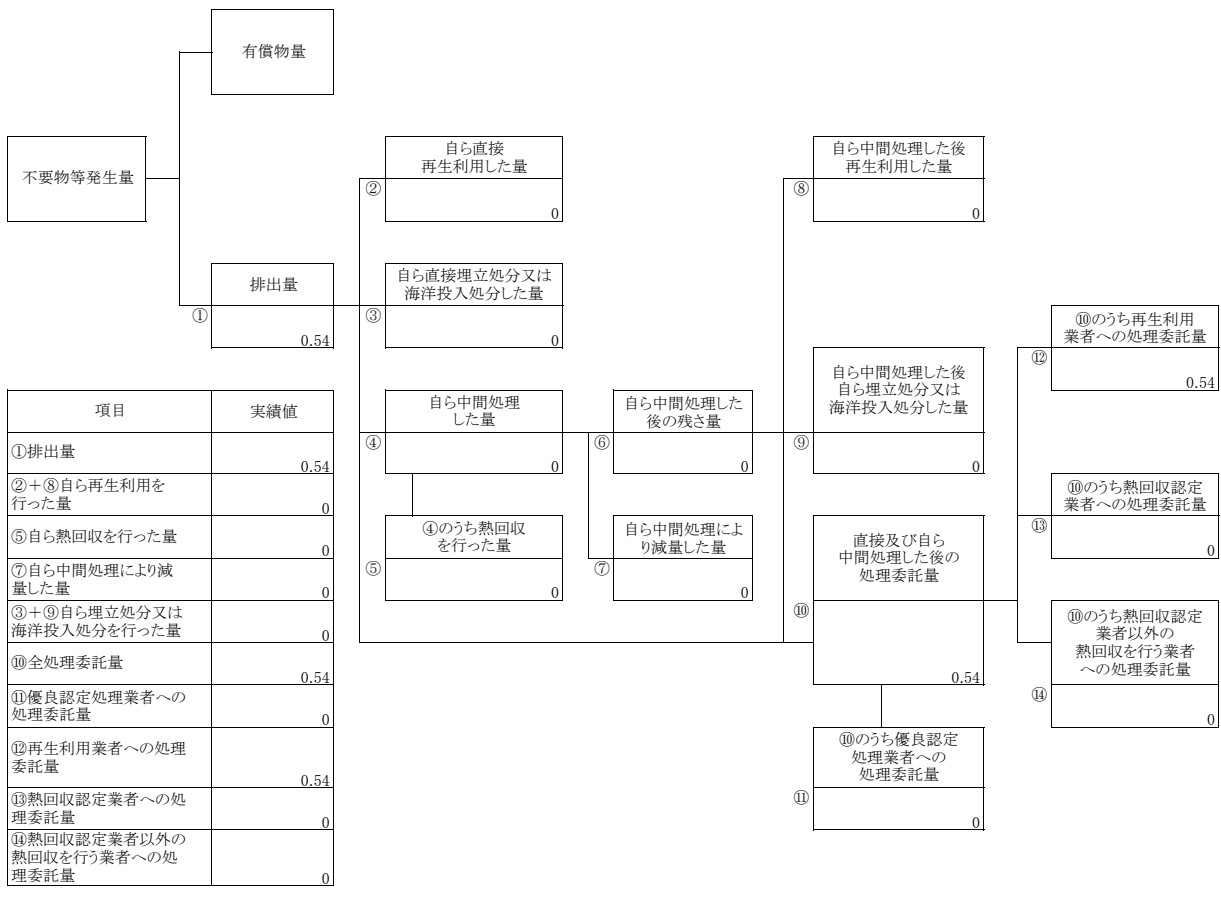 有償物量
不要物等発生量
排出量
①
0.54
自ら直接
再生利用した量
②
0
自ら直接埋立処分又は
海洋投入処分した量
③
0
自ら中間処理
した量
④
0
④のうち熱回収
を行った量
⑤
0
自ら中間処理した
後の残さ量
⑥
0
自ら中間処理によ
り減量した量
⑦
0
自ら中間処理した後
再生利用した量
⑧
0
自ら中間処理した後
自ら埋立処分又は
海洋投入処分した量
⑨
0
直接及び自ら
中間処理した後の
処理委託量
⑩
0.54
⑩のうち優良認定
処理業者への
処理委託量
⑪
0
⑩のうち再生利用
業者への処理委託量
⑫
0.54
⑩のうち熱回収認定
業者への処理委託量
⑬
0
⑩のうち熱回収認定
業者以外の
熱回収を行う業者
への処理委託量
⑭
0
項目 実績値
①排出量
0.54
②＋⑧自ら再生利用を
行った量
0
⑤自ら熱回収を行った量
0
⑦自ら中間処理により減
量した量
0
③＋⑨自ら埋立処分又は
海洋投入処分を行った量
0
⑩全処理委託量
0.54
⑪優良認定処理業者への
処理委託量
0
⑫再生利用業者への処理
委託量
0.54
⑬熱回収認定業者への処
理委託量
0
⑭熱回収認定業者以外の
熱回収を行う業者への処
理委託量
0